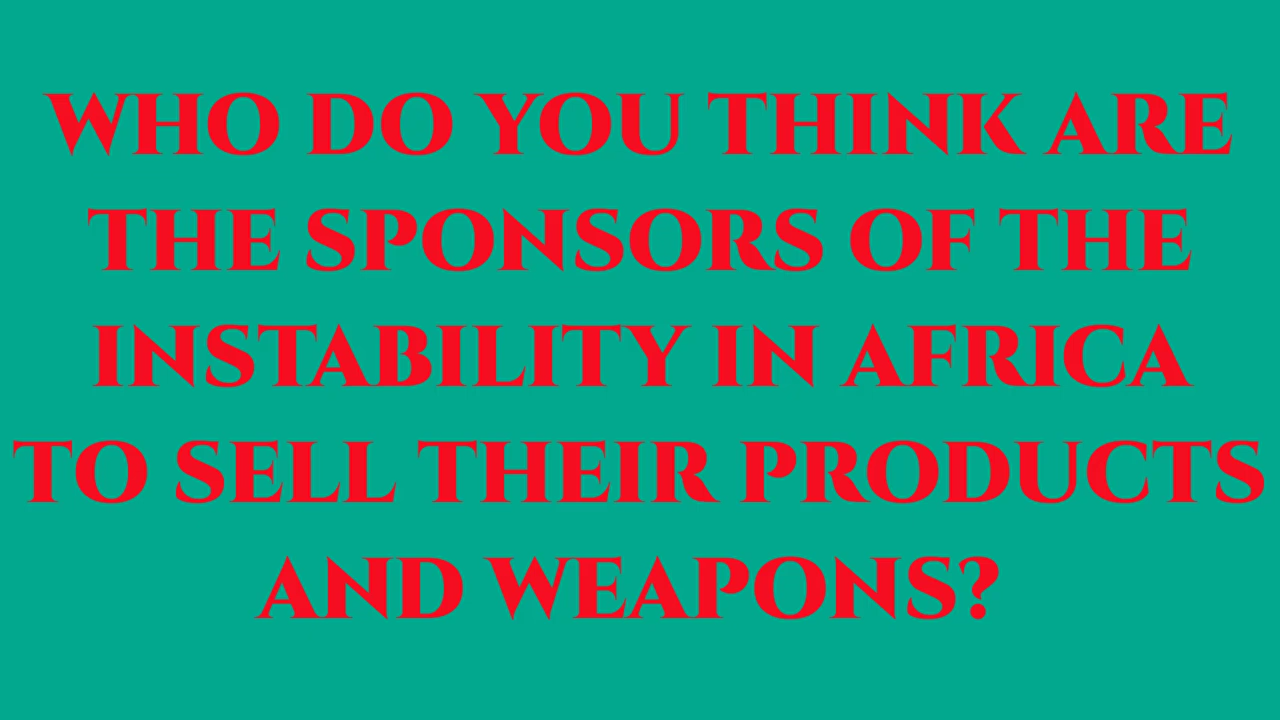 WHO DO YOU THINK ARE
THE SPONSORS OF THE
INSTABILITY IN AFRICA
TO SELL THEIR PRODUCTS
AND WEAPONS?